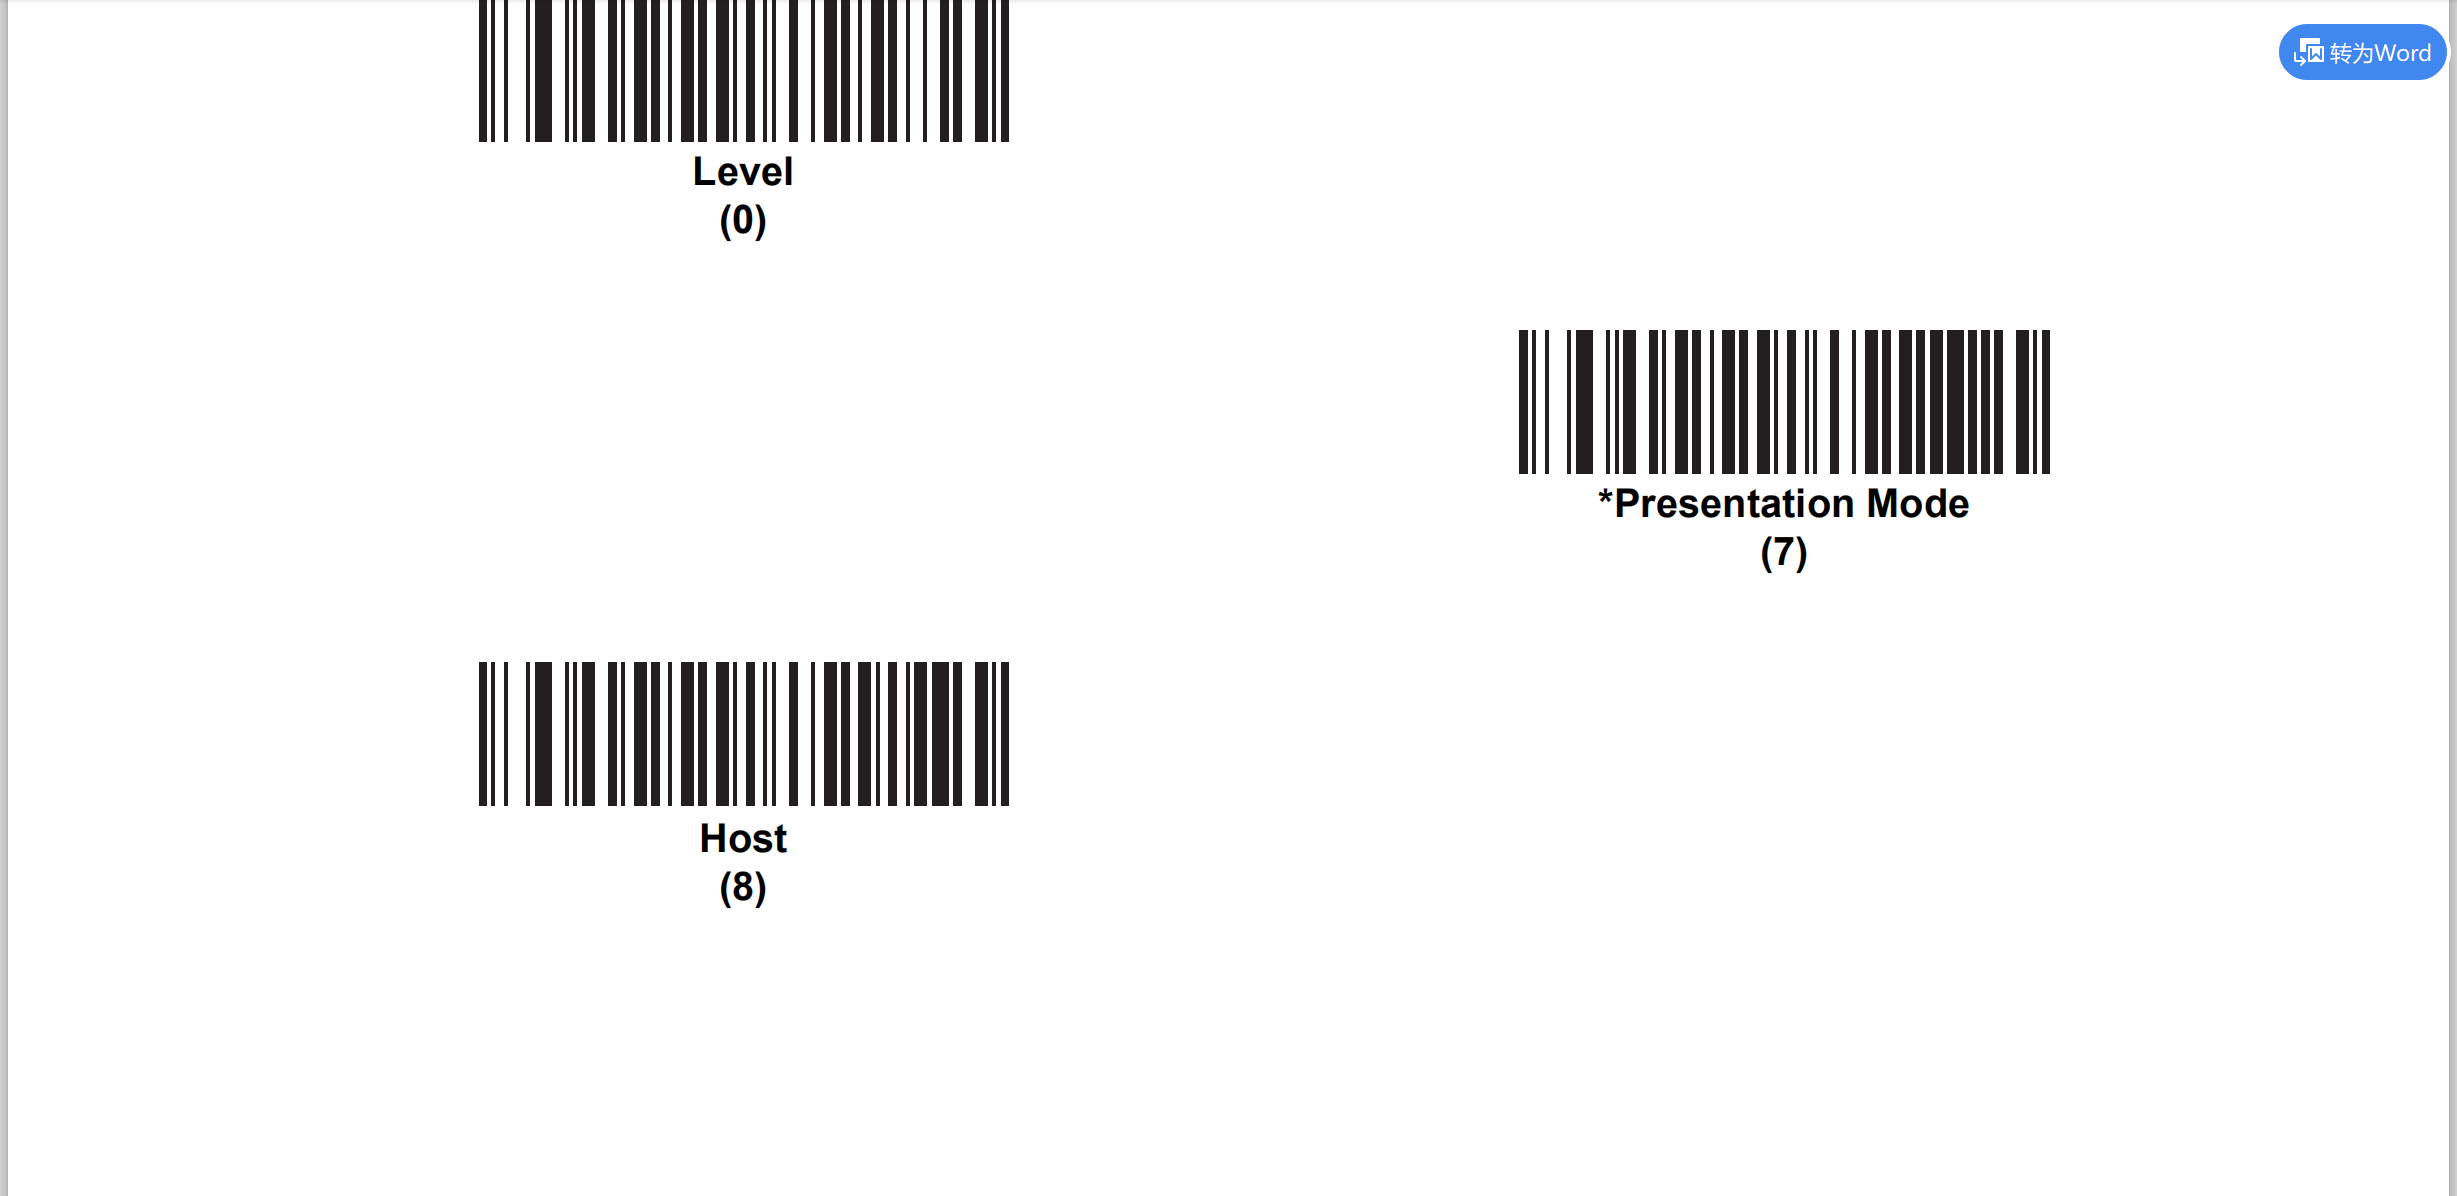 转为Word
Level
(0)
*Presentation Mode
(7)
Host
(8)